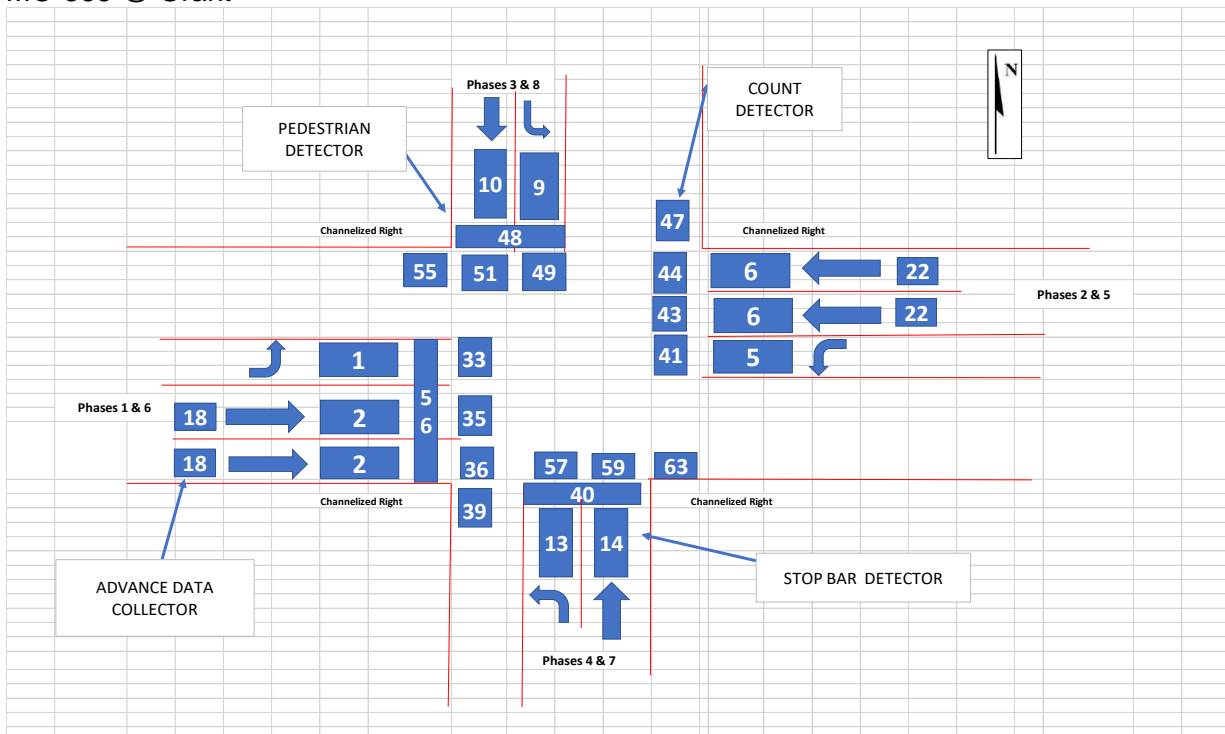 Phases 3 & 8
COUNT
DETECTOR
N
PEDESTRIAN
DETECTOR
10
9
47
Channelized Right
48
Channelized Right
55
51
49
44
6
22
Phases 2 & 5
43
6
22
41
5
1
33
5
6
Phases 1 & 6
18
2
35
18
2
36
57
59
63
40
Channelized Right
39
Channelized Right
13
14
STOP BAR DETECTOR
ADVANCE DATA
COLLECTOR
Phases 4 & 7